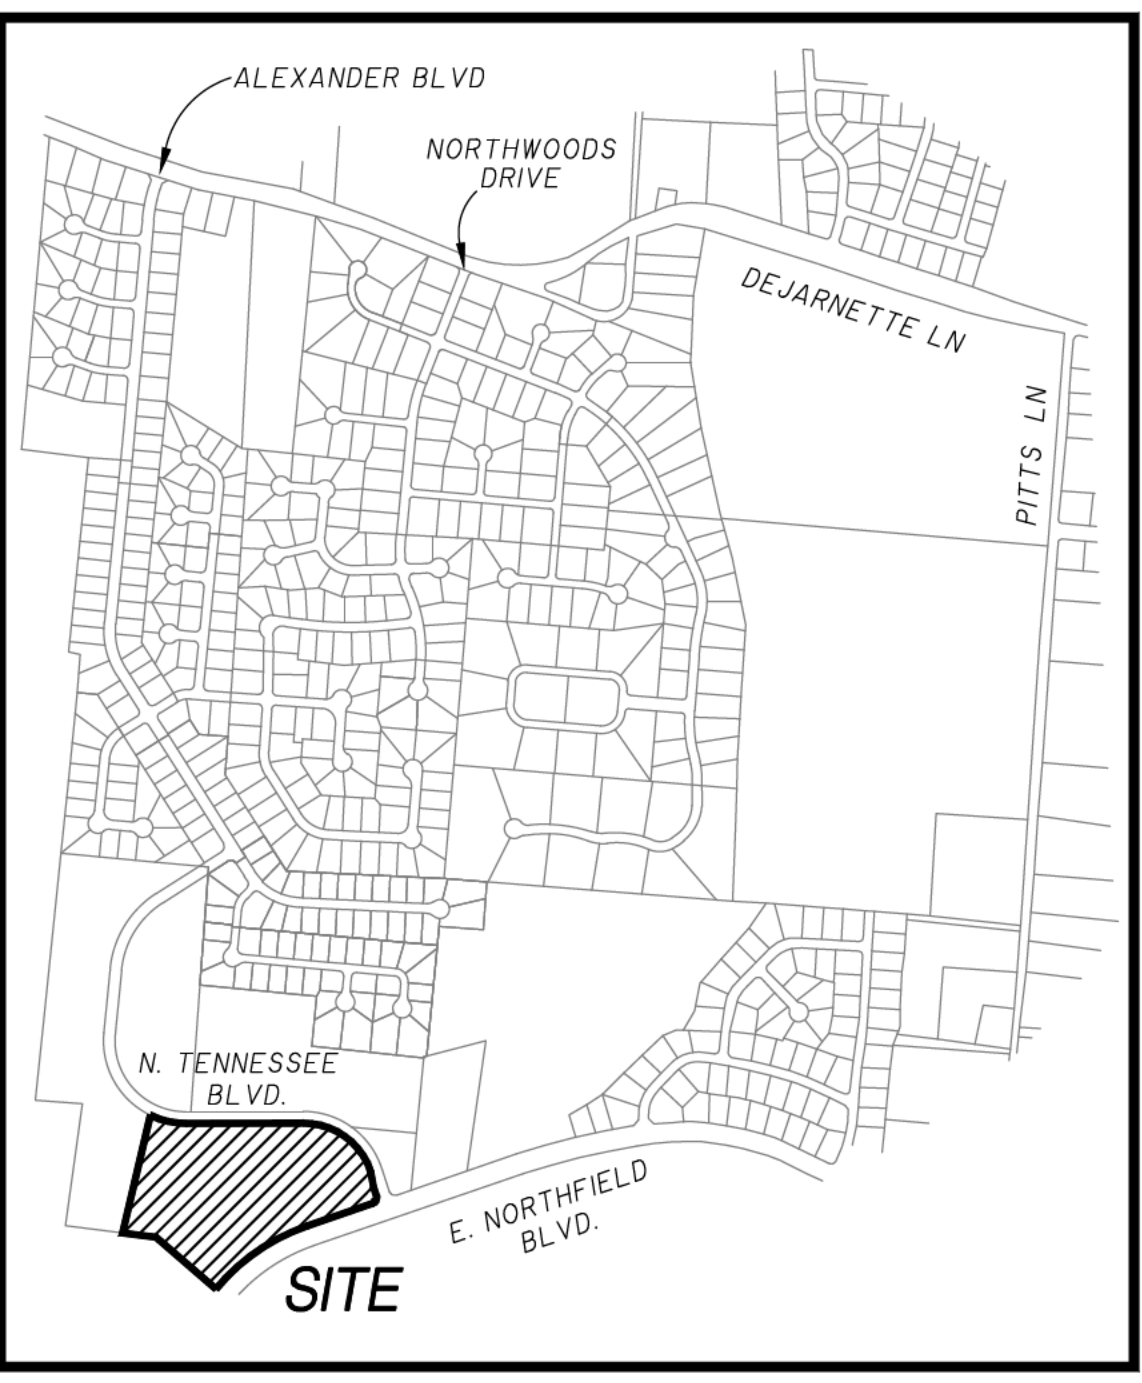 ALEXANDER BLVD
NORTHWOODS
DRIVE
DEJARNETTE LN
PITTS LN
N. TENNESSEE
BLVD.
E. NORTHFIELD
BLVD.
SITE